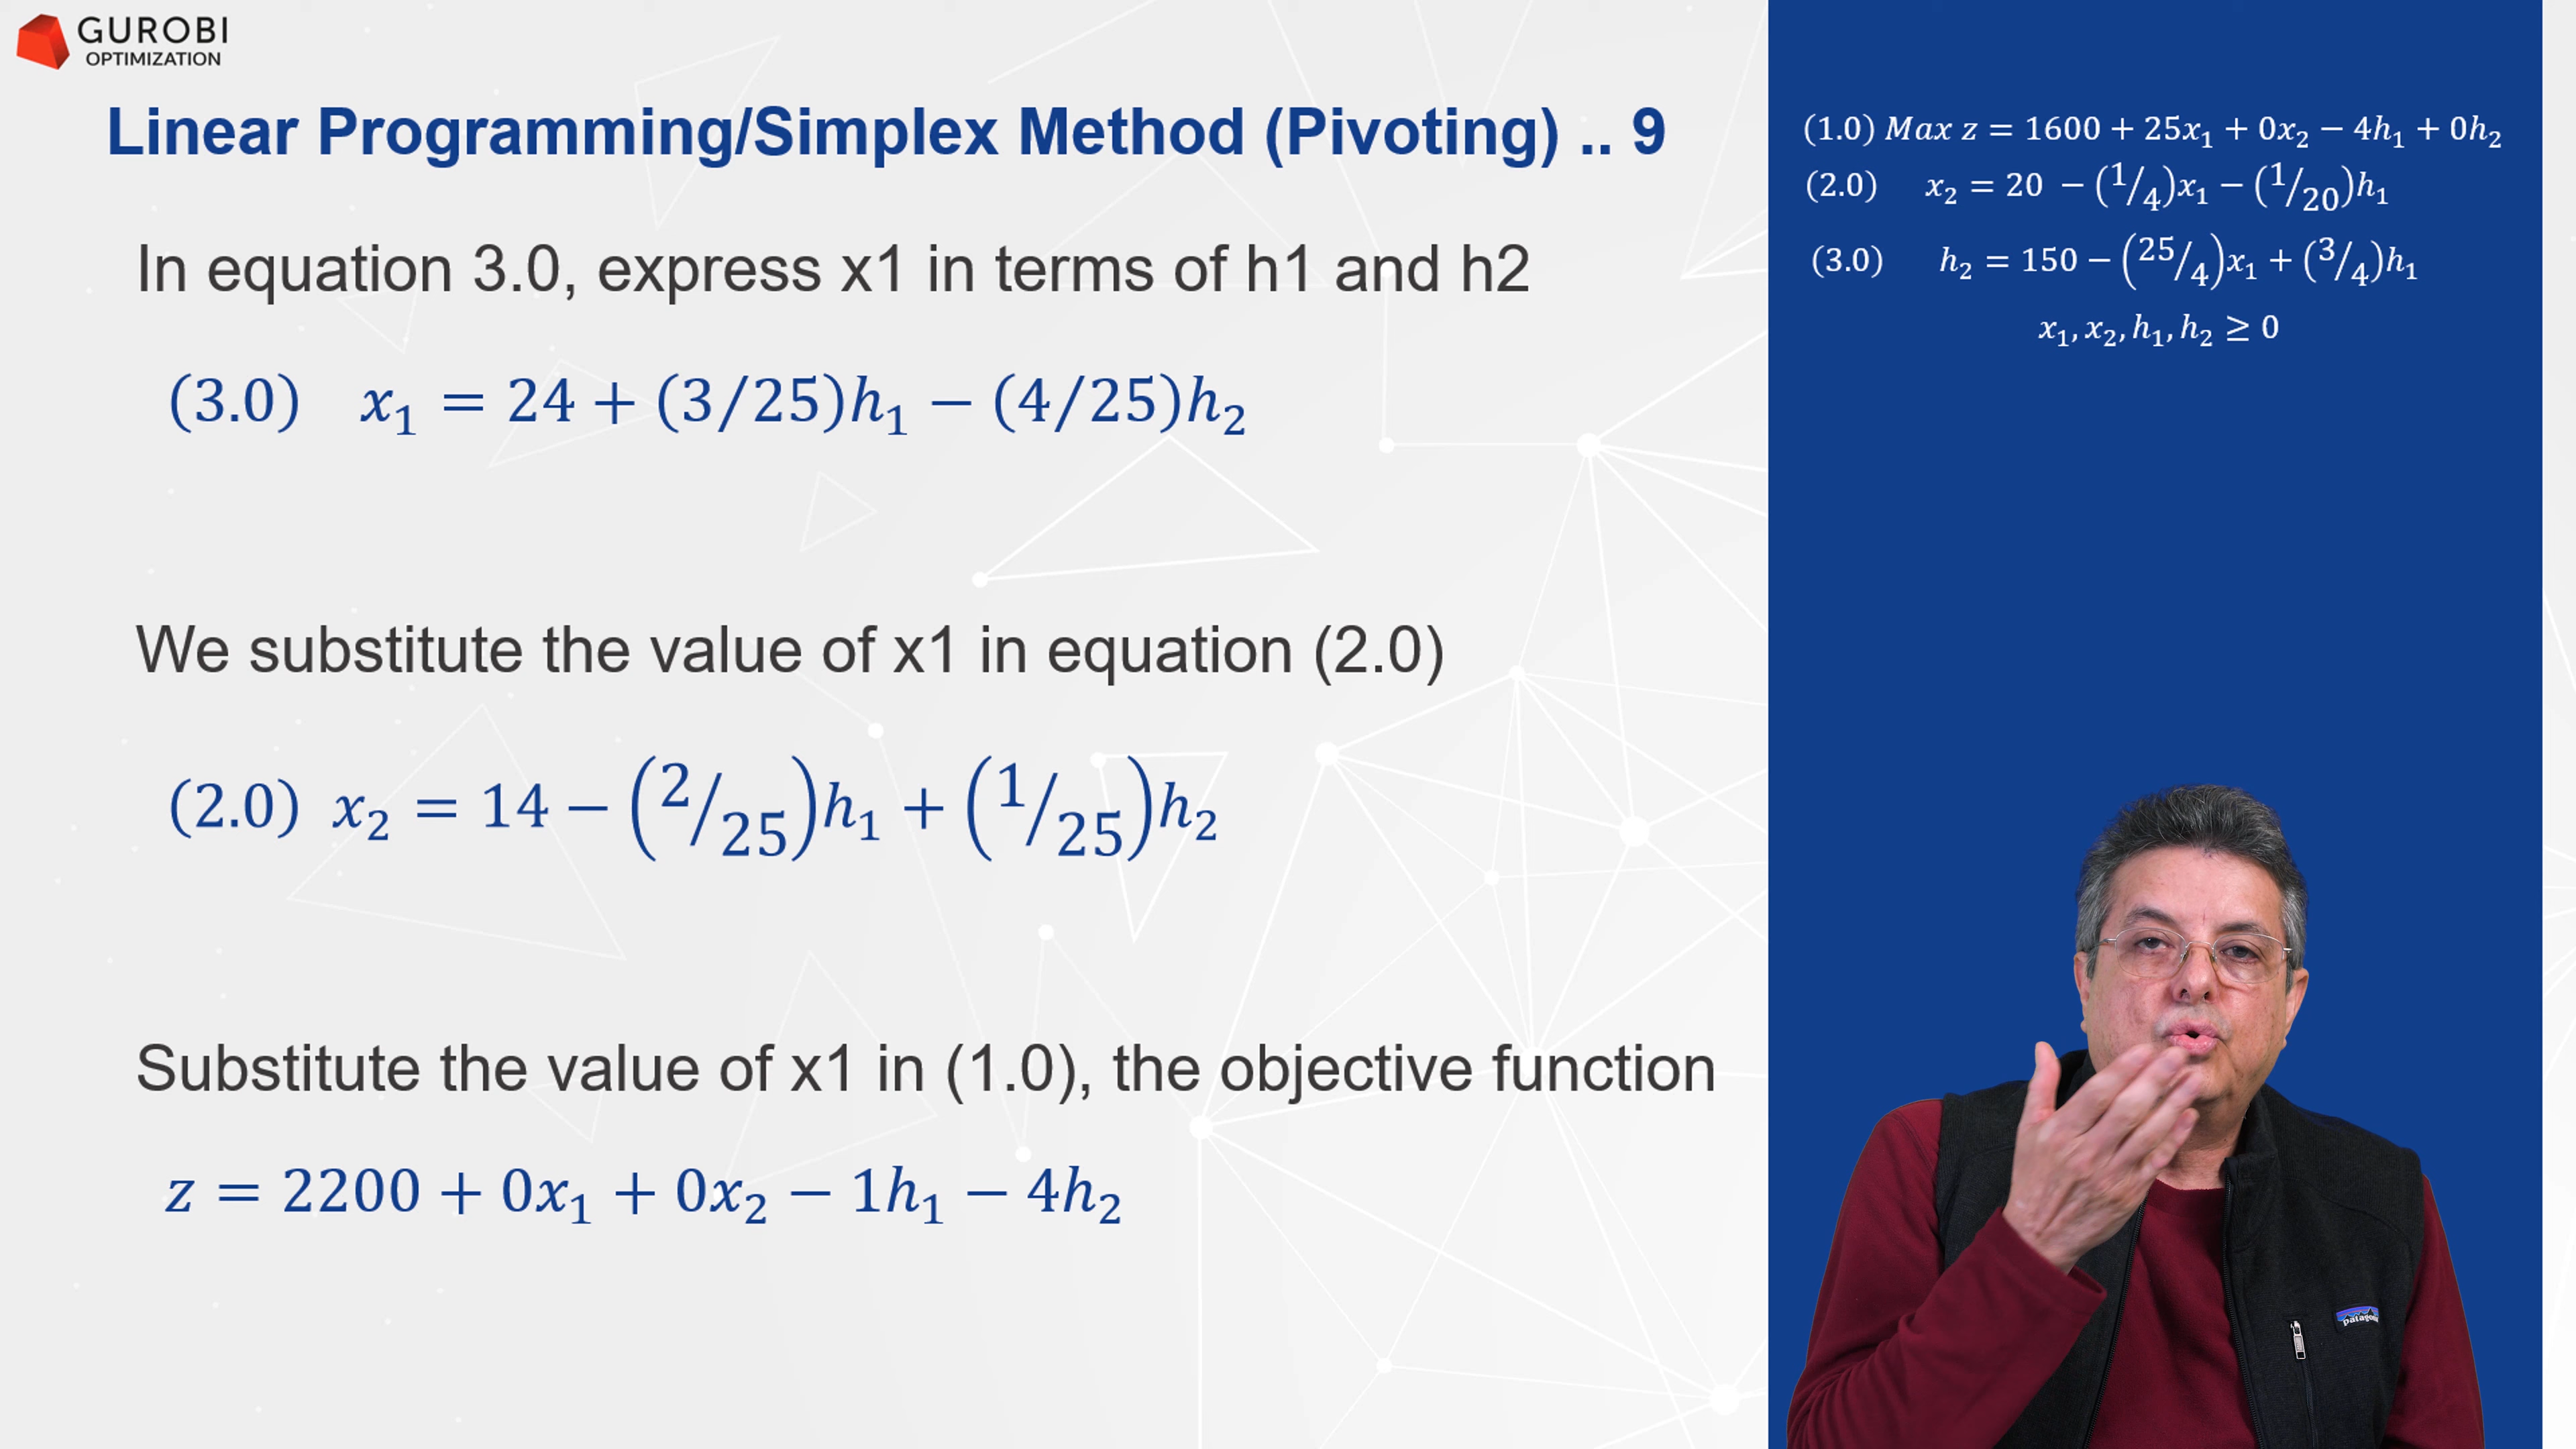 GUROBI
OPTIMIZATION
Linear Programming/Simplex Method (Pivoting) .. 9
In equation 3.0, express x1 in terms of h1 and h2
(3.0) x₁ = 24 + (3/25)h₁ − (4/25)h₂
We substitute the value of x1 in equation (2.0)
(2.0) x₂ = 14 − (2/25)h₁ + (1/25)h₂
Substitute the value of x1 in (1.0), the objective function
z = 2200 + 0x₁ + 0x₂ − 1h₁ − 4h₂
(1.0) Max z = 1600 + 25x₁ + 0x₂ − 4h₁ + 0h₂
(2.0) x₂ = 20 − (1/4)x₁ − (1/20)h₁
(3.0) h₂ = 150 − (25/4)x₁ + (3/4)h₁
x₁, x₂, h₁, h₂ ≥ 0